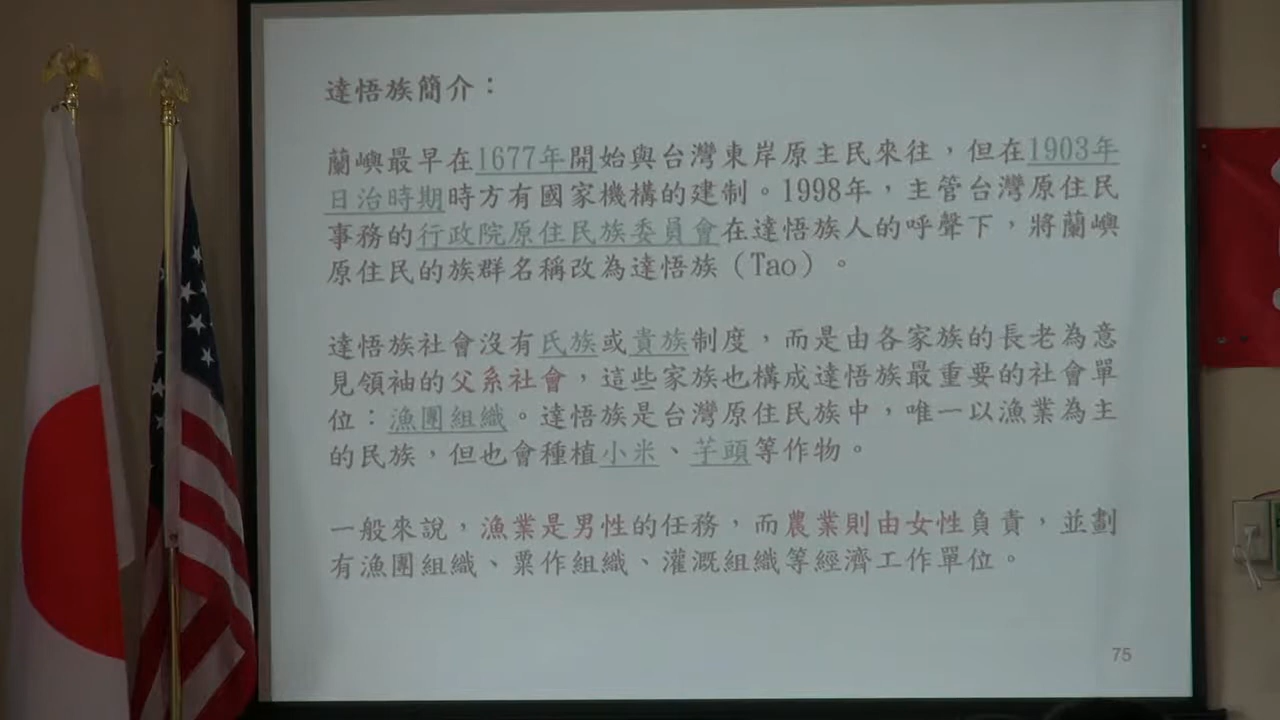 達悟族簡介：
蘭嶼最早在1677年開始與台灣東岸原主民來往，但在1903年
日治時期時方有國家機構的建制。1998年，主管台灣原住民
事務的行政院原住民族委員會在達悟族人的呼聲下，將蘭嶼
原住民的族群名稱改為達悟族（Tao）。
達悟族社會沒有氏族或貴族制度，而是由各家族的長老為意
見領袖的父系社會，這些家族也構成達悟族最重要的社會單
位：漁團組織。達悟族是台灣原住民族中，唯一以漁業為主
的民族，但也會種植小米、芋頭等作物。
一般來說，漁業是男性的任務，而農業則由女性負責，並劃
有漁團組織、粟作組織、灌溉組織等經濟工作單位。
75